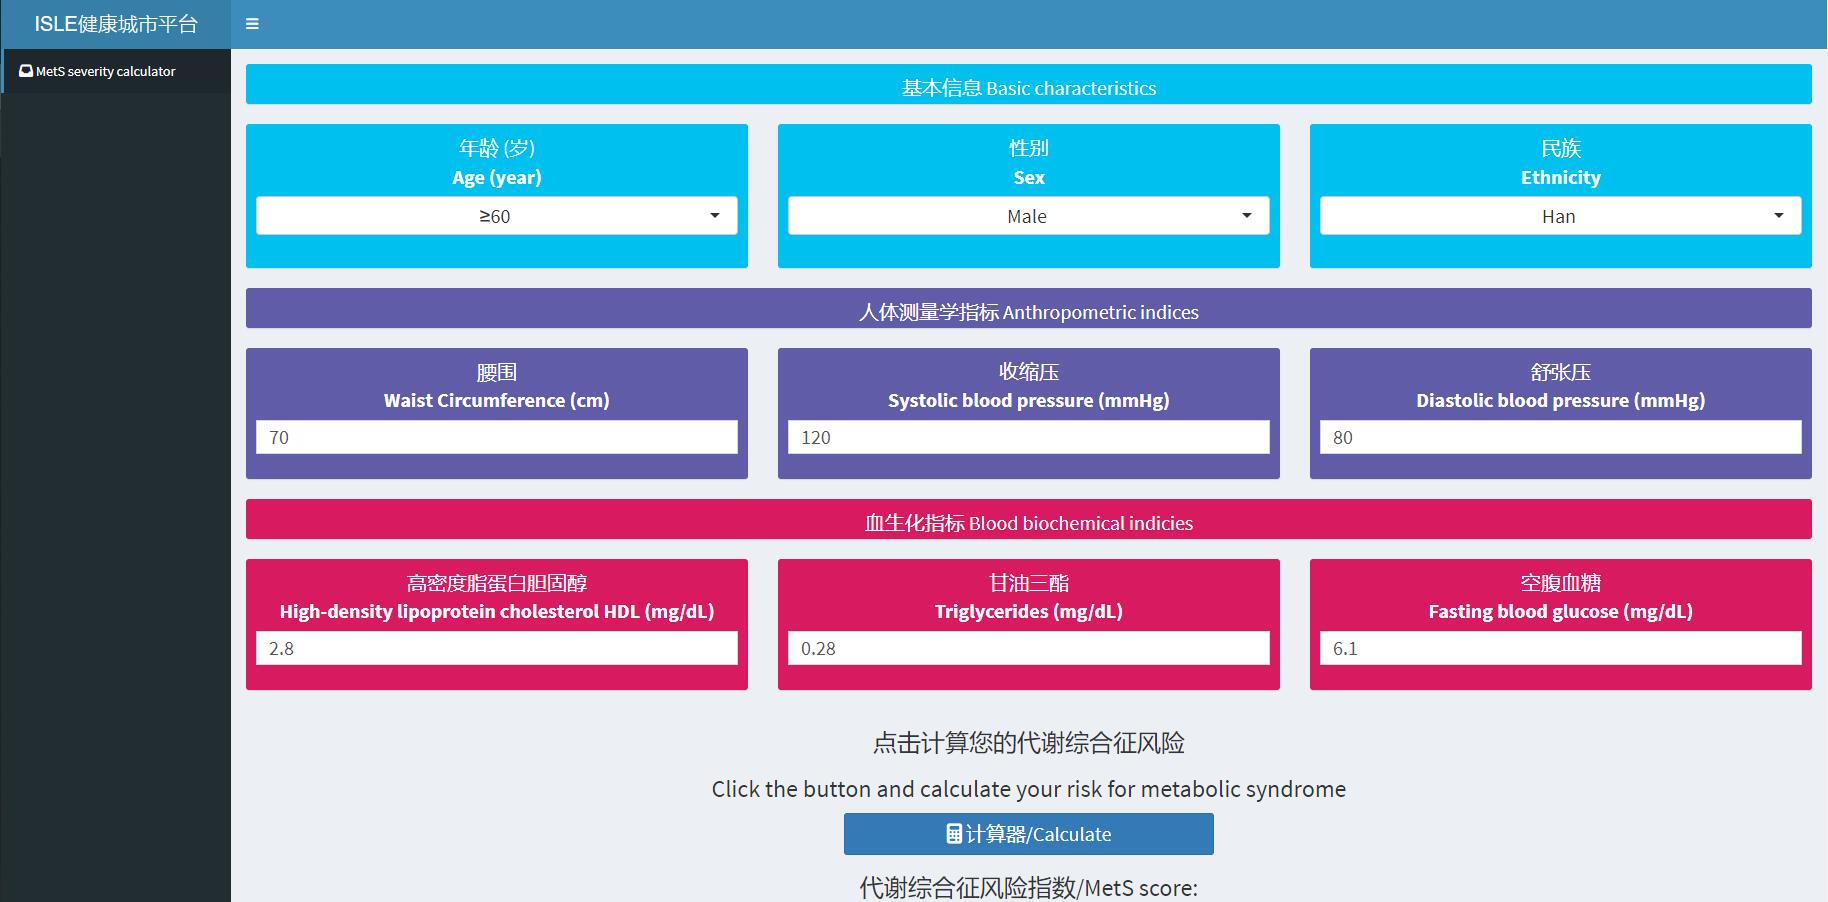 ISLE健康城市平台
MetS severity calculator
基本信息 Basic characteristics
年龄 (岁)
Age (year)
≥60
性别
Sex
Male
民族
Ethnicity
Han
人体测量学指标 Anthropometric indices
腰围
Waist Circumference (cm)
70
收缩压
Systolic blood pressure (mmHg)
120
舒张压
Diastolic blood pressure (mmHg)
80
血生化指标 Blood biochemical indicies
高密度脂蛋白胆固醇
High-density lipoprotein cholesterol HDL (mg/dL)
2.8
甘油三酯
Triglycerides (mg/dL)
0.28
空腹血糖
Fasting blood glucose (mg/dL)
6.1
点击计算您的代谢综合征风险
Click the button and calculate your risk for metabolic syndrome
计算器/Calculate
代谢综合征风险指数/MetS score: